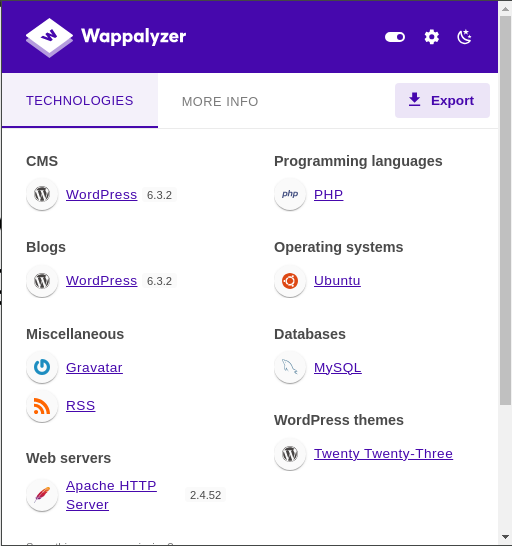 Wappalyzer
TECHNOLOGIES
MORE INFO
Export
CMS
WordPress 6.3.2
Blogs
WordPress 6.3.2
Miscellaneous
Gravatar
RSS
Web servers
Apache HTTP
Server 2.4.52
Programming languages
php PHP
Operating systems
Ubuntu
Databases
MySQL
WordPress themes
Twenty Twenty-Three